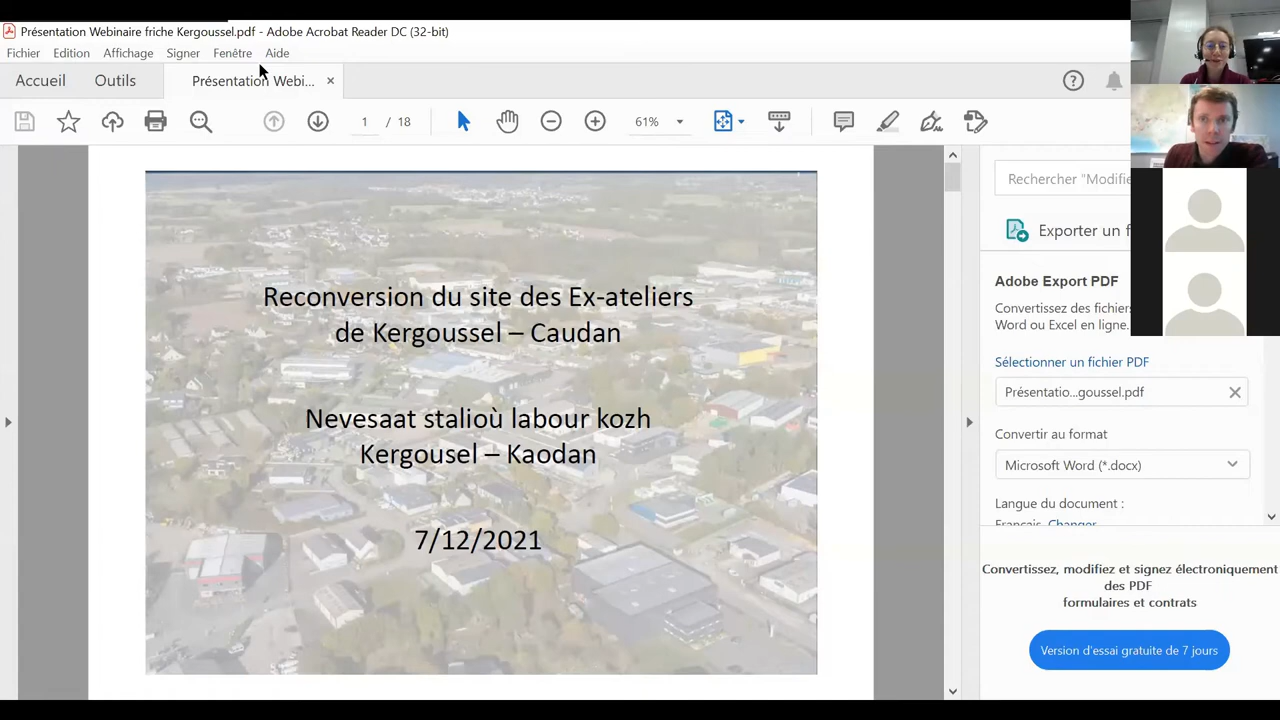 Présentation Webinaire friche Kergoussel.pdf - Adobe Acrobat Reader DC (32-bit)
Fichier Edition Affichage Signer Fenêtre Aide
Accueil Outils Présentation Webi... ×
1 / 18 61%
Reconversion du site des Ex-ateliers
de Kergoussel – Caudan
Nevesaat stalioù labour kozh
Kergousel – Kaodan
7/12/2021
Rechercher "Modifie
Exporter un f
Adobe Export PDF
Convertissez des fichiers
Word ou Excel en ligne.
Sélectionner un fichier PDF
Présentatio...goussel.pdf
Convertir au format
Microsoft Word (*.docx)
Langue du document :
Français Changer
Convertissez, modifiez et signez électroniquement
des PDF
formulaires et contrats
Version d'essai gratuite de 7 jours